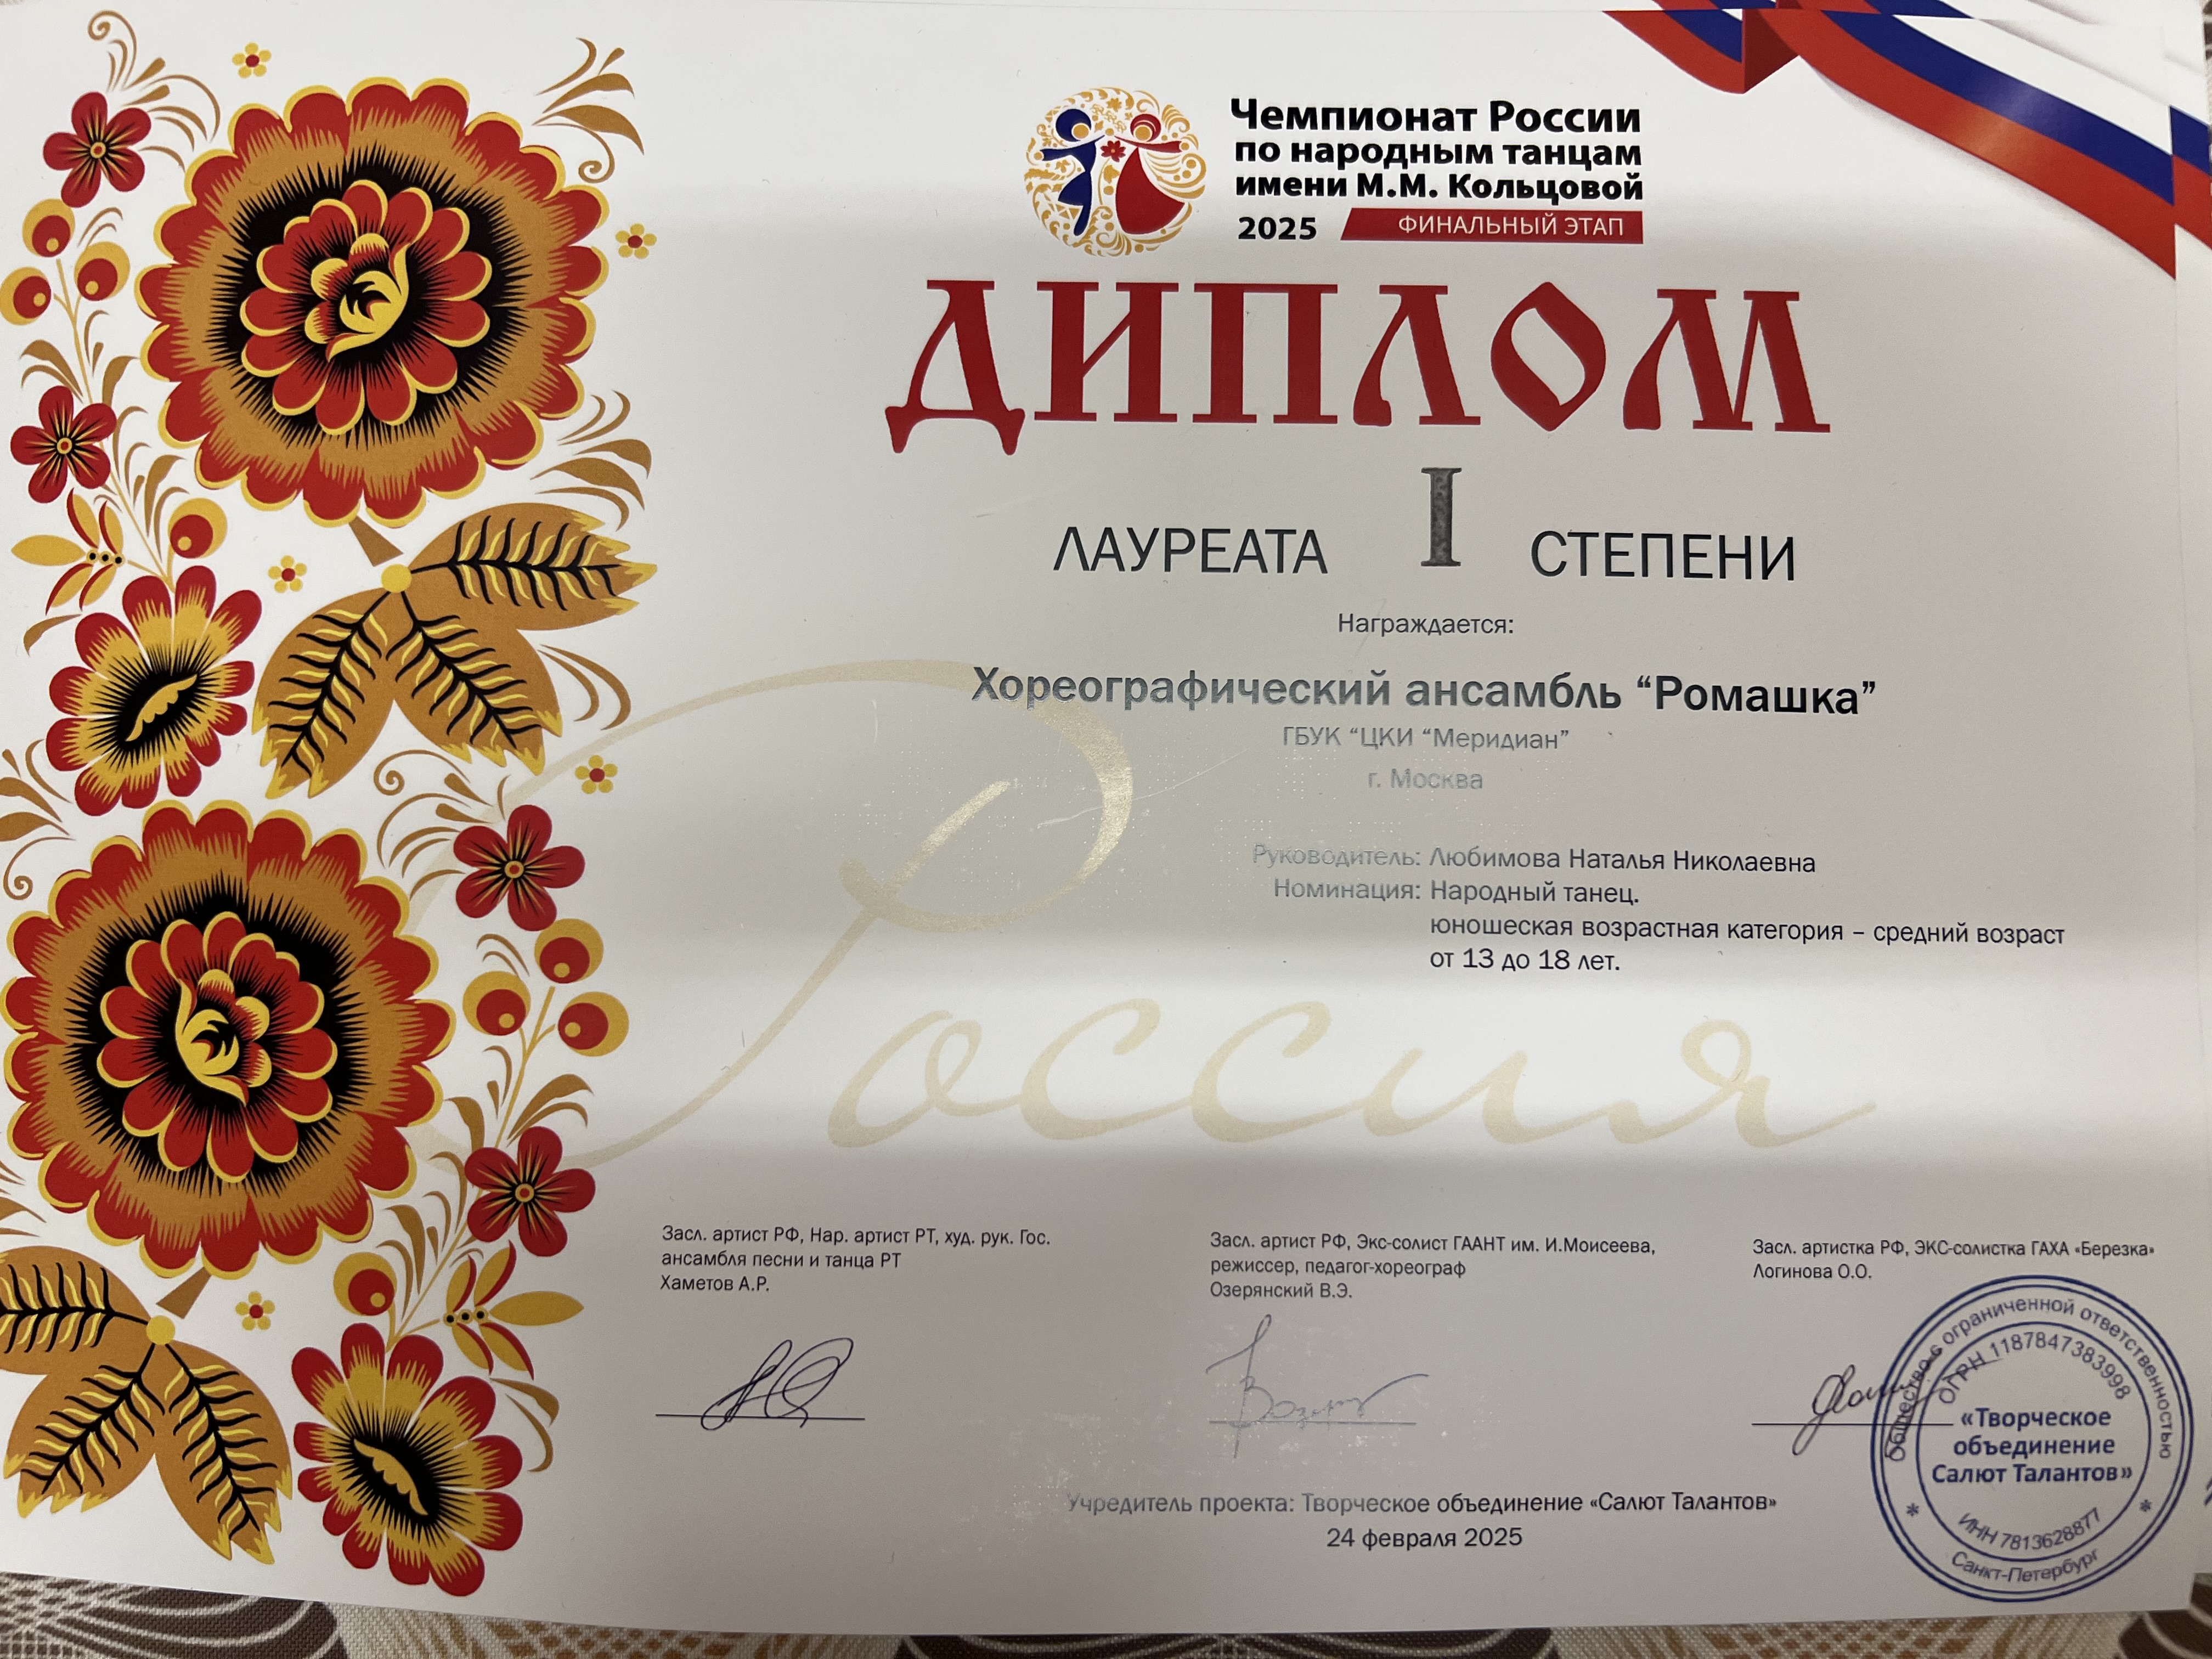 Чемпионат России
по народным танцам
имени М.М. Кольцовой
2025 ФИНАЛЬНЫЙ ЭТАП
ДИПЛОМ
ЛАУРЕАТА I СТЕПЕНИ
Награждается:
Хореографический ансамбль “Ромашка”
ГБУК “ЦКИ “Меридиан”
г. Москва
Руководитель: Любимова Наталья Николаевна
Номинация: Народный танец.
юношеская возрастная категория – средний возраст
от 13 до 18 лет.
Россия
Засл. артист РФ, Нар. артист РТ, худ. рук. Гос.
ансамбля песни и танца РТ
Хаметов А.Р.
Засл. артист РФ, Экс-солист ГААНТ им. И.Моисеева,
режиссер, педагог-хореограф
Озерянский В.Э.
Засл. артистка РФ, ЭКС-солистка ГАХА «Березка»
Логинова О.О.
Общество с ограниченной ответственностью
ОГРН 1187847383998
«Творческое
объединение
Салют Талантов»
ИНН 7813628877
Санкт-Петербург
Учредитель проекта: Творческое объединение «Салют Талантов»
24 февраля 2025